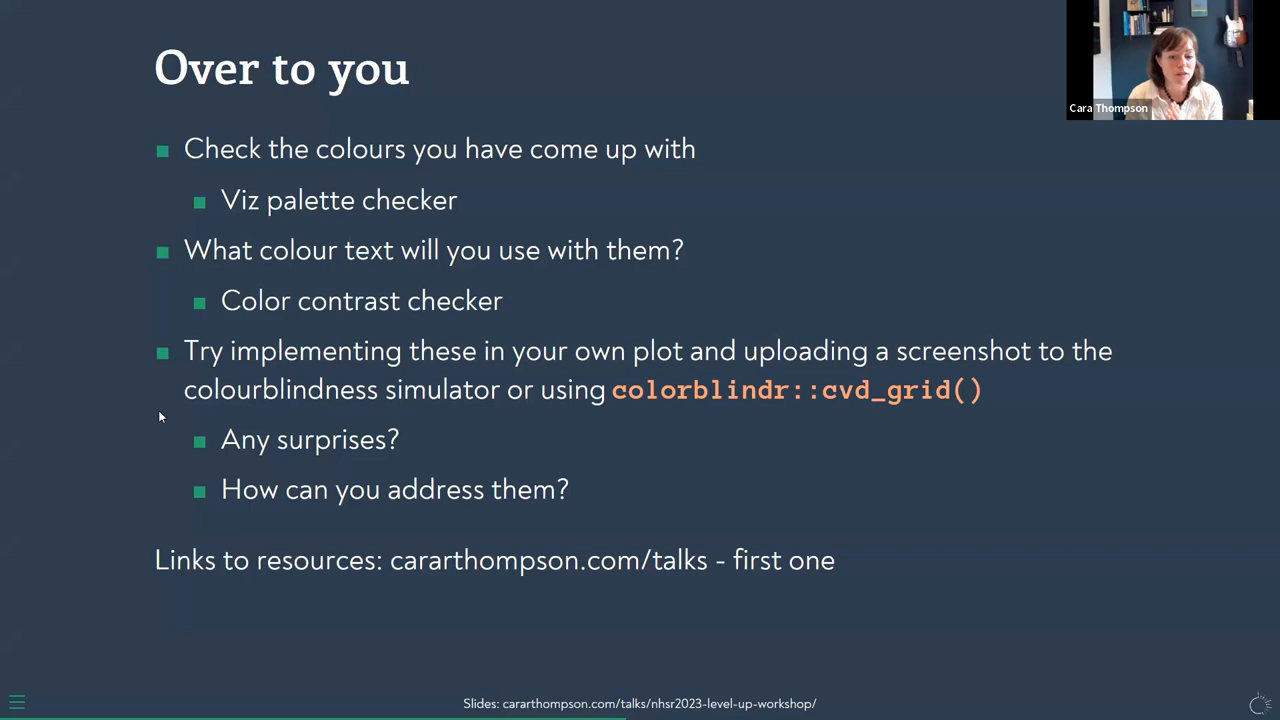 Over to you
Cara Thompson
Check the colours you have come up with
Viz palette checker
What colour text will you use with them?
Color contrast checker
Try implementing these in your own plot and uploading a screenshot to the
colourblindness simulator or using colorblindr::cvd_grid()
Any surprises?
How can you address them?
Links to resources: cararthompson.com/talks - first one
Slides: cararthompson.com/talks/nhsr2023-level-up-workshop/